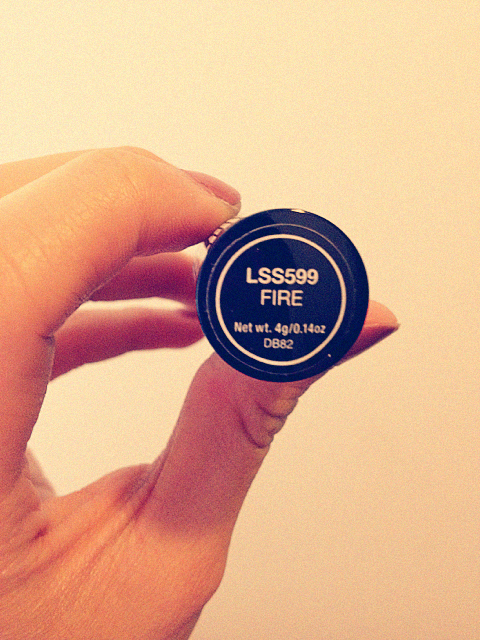 LSS599
FIRE
Net wt. 4g/0.14oz
DB82